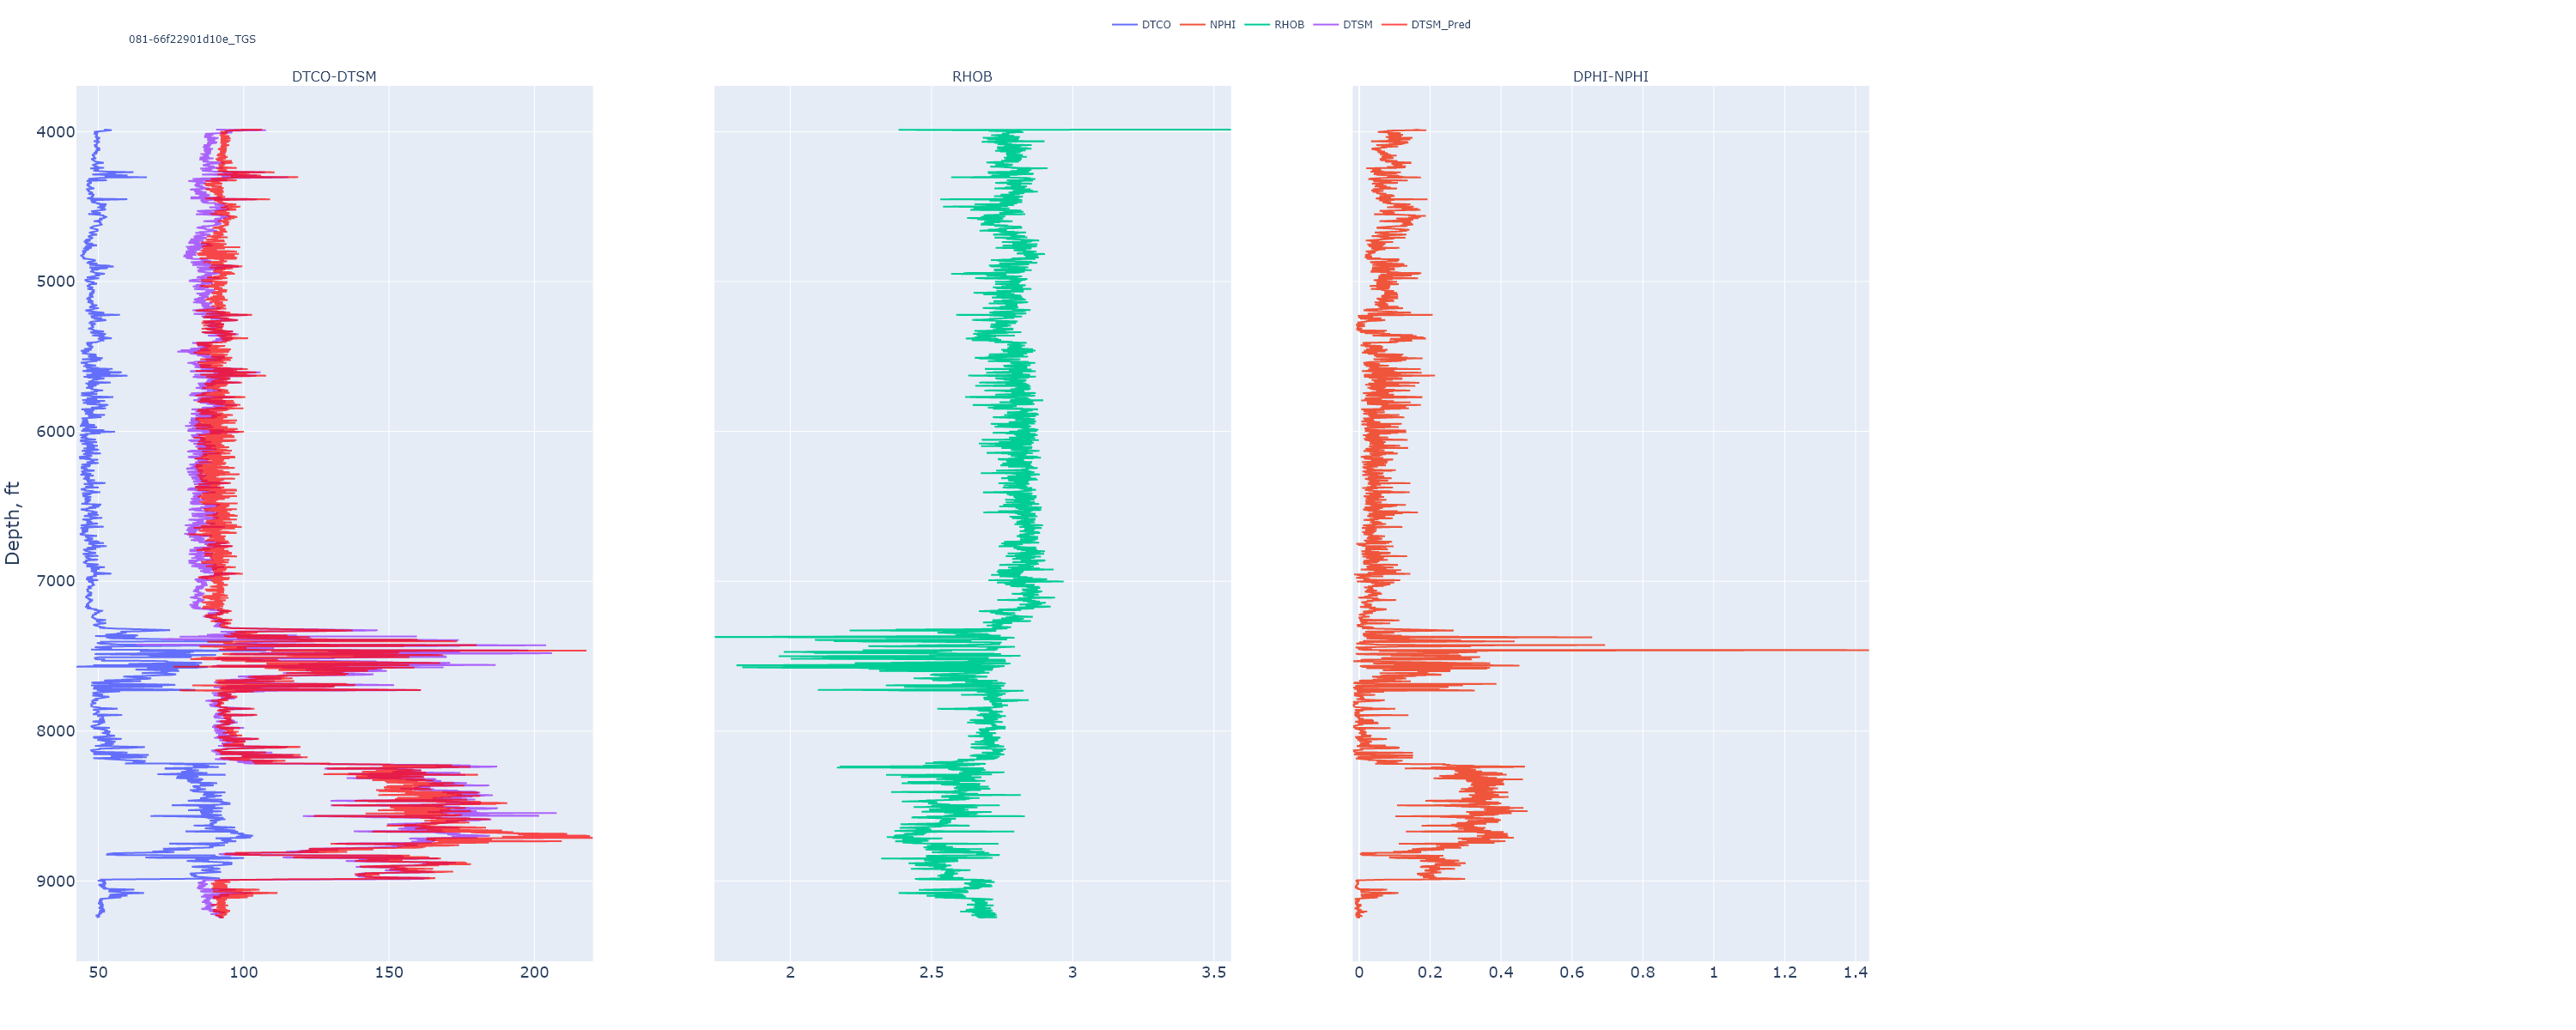 DTCO NPHI RHOB DTSM DTSM_Pred
081-66f22901d10e_TGS
DTCO-DTSM RHOB DPHI-NPHI
4000
5000
6000
7000
8000
9000
Depth, ft
50 100 150 200
2 2.5 3 3.5
0 0.2 0.4 0.6 0.8 1 1.2 1.4